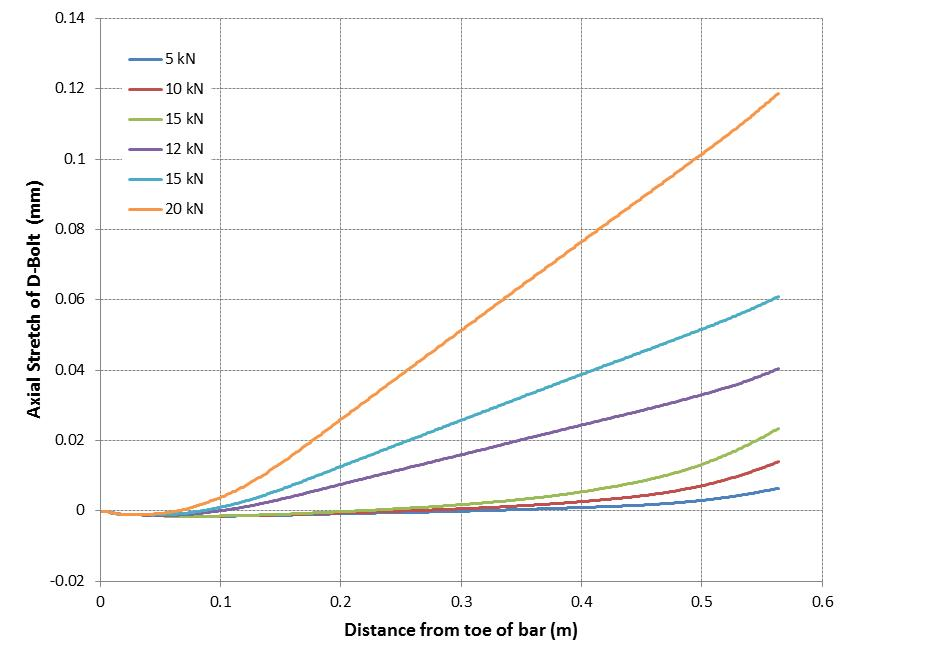 0.14
0.12
0.1
0.08
0.06
0.04
0.02
0
-0.02
Axial Stretch of D-Bolt (mm)
5 kN
10 kN
15 kN
12 kN
15 kN
20 kN
0 0.1 0.2 0.3 0.4 0.5 0.6
Distance from toe of bar (m)